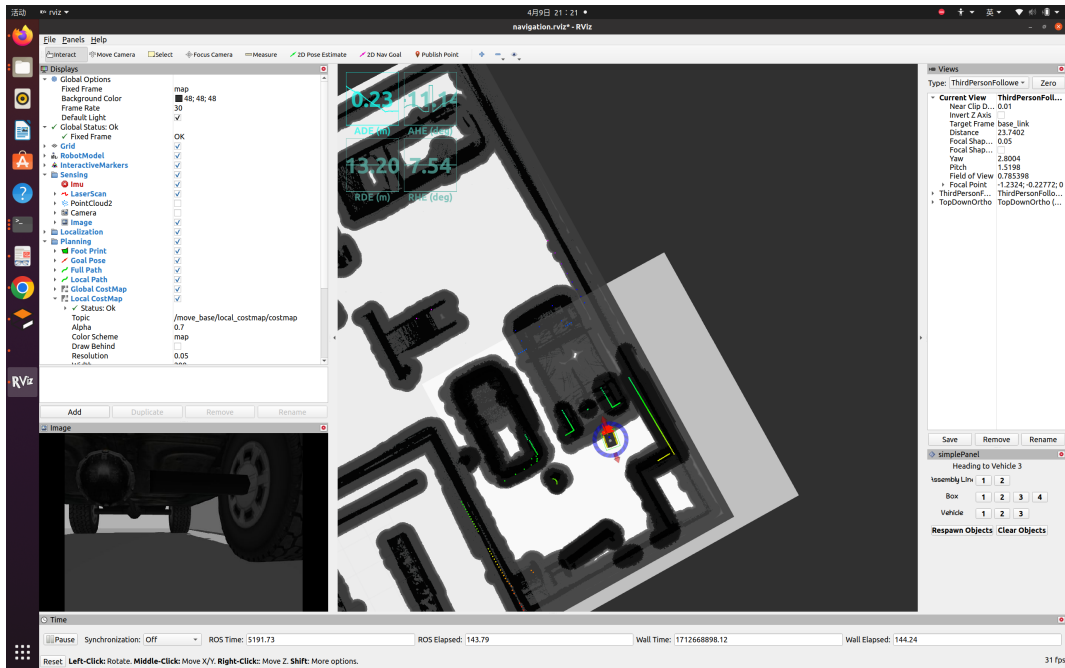 活动
rviz
4月9日 21:21
英
navigation.rviz* - RViz
File Panels Help
Interact Move Camera Select Focus Camera Measure 2D Pose Estimate 2D Nav Goal Publish Point
Displays
Global Options
Fixed Frame map
Background Color 48; 48; 48
Frame Rate 30
Default Light
Global Status: Ok
Fixed Frame OK
Grid
RobotModel
InteractiveMarkers
Sensing
Imu
LaserScan
PointCloud2
Camera
Image
Localization
Planning
Foot Print
Goal Pose
Full Path
Local Path
Global CostMap
Local CostMap
Status: Ok
Topic /move_base/local_costmap/costmap
Alpha 0.7
Color Scheme map
Draw Behind
Resolution 0.05
Add Duplicate Remove Rename
Image
RViz
0.23 11.14
ADE (m) AHE (deg)
13.20 7.54
RDE (m) RHE (deg)
Views
Type: ThirdPersonFollowe Zero
Current View ThirdPersonFoll...
Near Clip D... 0.01
Invert Z Axis
Target Frame base_link
Distance 23.7402
Focal Shap... 0.05
Focal Shap...
Yaw 2.8004
Pitch 1.5198
Field of View 0.785398
Focal Point -1.2324; -0.22772; 0
ThirdPersonF... ThirdPersonFollo...
TopDownOrtho TopDownOrtho (...
Save Remove Rename
simplePanel
Heading to Vehicle 3
Assembly Line 1 2
Box 1 2 3 4
Vehicle 1 2 3
Respawn Objects Clear Objects
Time
Pause Synchronization: Off ROS Time: 5191.73 ROS Elapsed: 143.79 Wall Time: 1712668898.12 Wall Elapsed: 144.24
Reset Left-Click: Rotate. Middle-Click: Move X/Y. Right-Click:: Move Z. Shift: More options. 31 fps